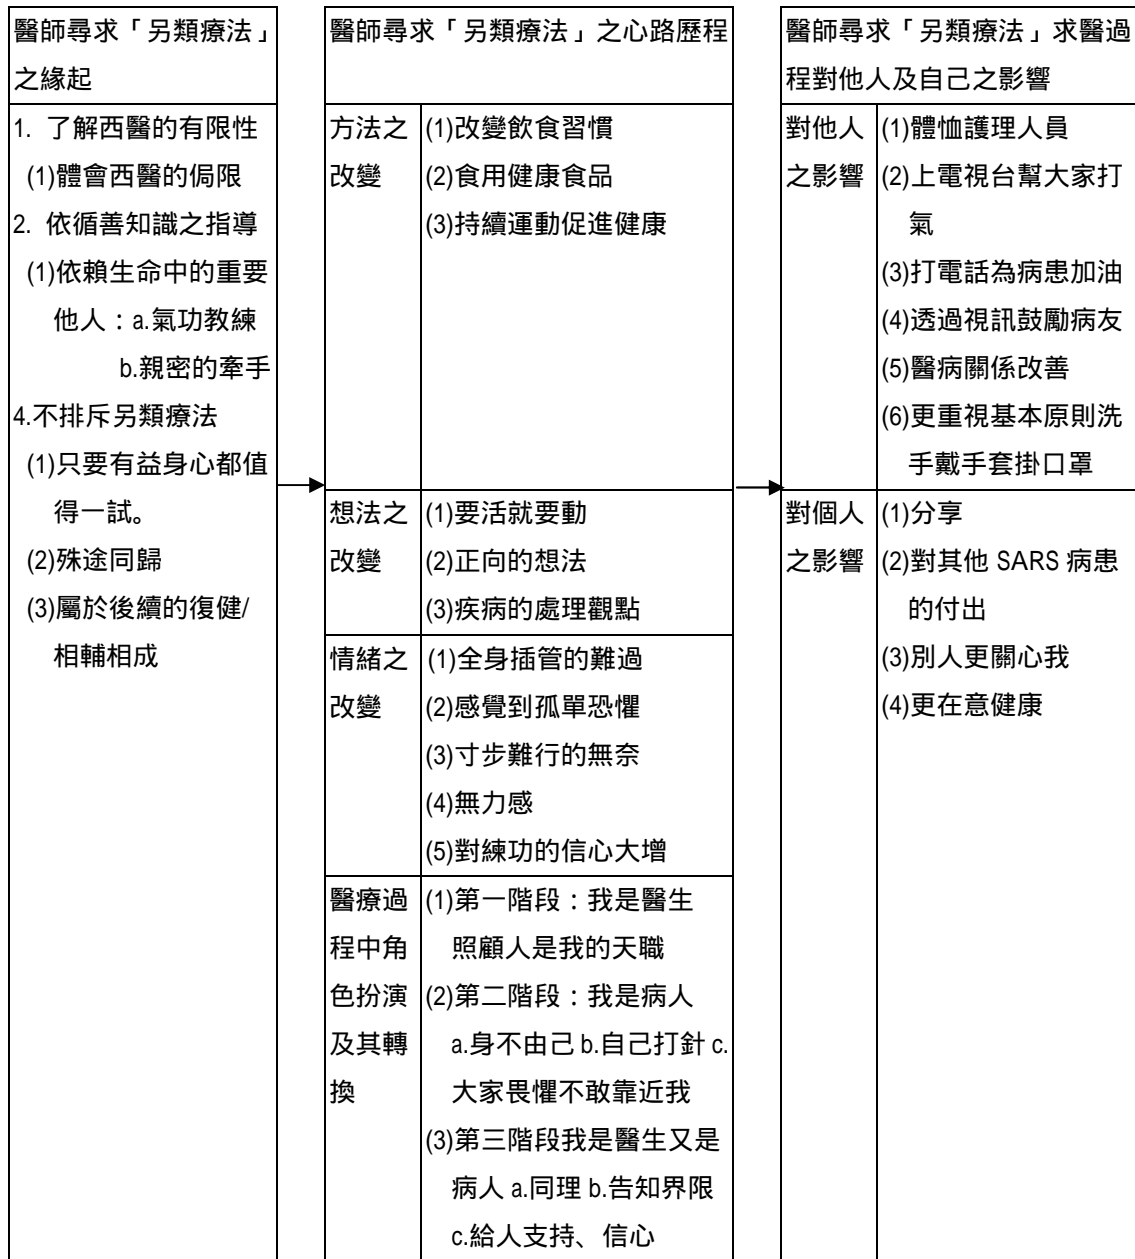 醫師尋求「另類療法」
之緣起
1. 了解西醫的有限性
(1)體會西醫的侷限
2. 依循善知識之指導
(1)依賴生命中的重要
他人：a.氣功教練
b.親密的牽手
4.不排斥另類療法
(1)只要有益身心都值
得一試。
(2)殊途同歸
(3)屬於後續的復健/
相輔相成
醫師尋求「另類療法」之心路歷程
方法之
改變
(1)改變飲食習慣
(2)食用健康食品
(3)持續運動促進健康
想法之
改變
(1)要活就要動
(2)正向的想法
(3)疾病的處理觀點
情緒之
改變
(1)全身插管的難過
(2)感覺到孤單恐懼
(3)寸步難行的無奈
(4)無力感
(5)對練功的信心大增
醫療過
程中角
色扮演
及其轉
換
(1)第一階段：我是醫生
照顧人是我的天職
(2)第二階段：我是病人
a.身不由己 b.自己打針 c.
大家畏懼不敢靠近我
(3)第三階段我是醫生又是
病人 a.同理 b.告知界限
c.給人支持、信心
醫師尋求「另類療法」求醫過
程對他人及自己之影響
對他人
之影響
(1)體恤護理人員
(2)上電視台幫大家打
氣
(3)打電話為病患加油
(4)透過視訊鼓勵病友
(5)醫病關係改善
(6)更重視基本原則洗
手戴手套掛口罩
對個人
之影響
(1)分享
(2)對其他 SARS 病患
的付出
(3)別人更關心我
(4)更在意健康